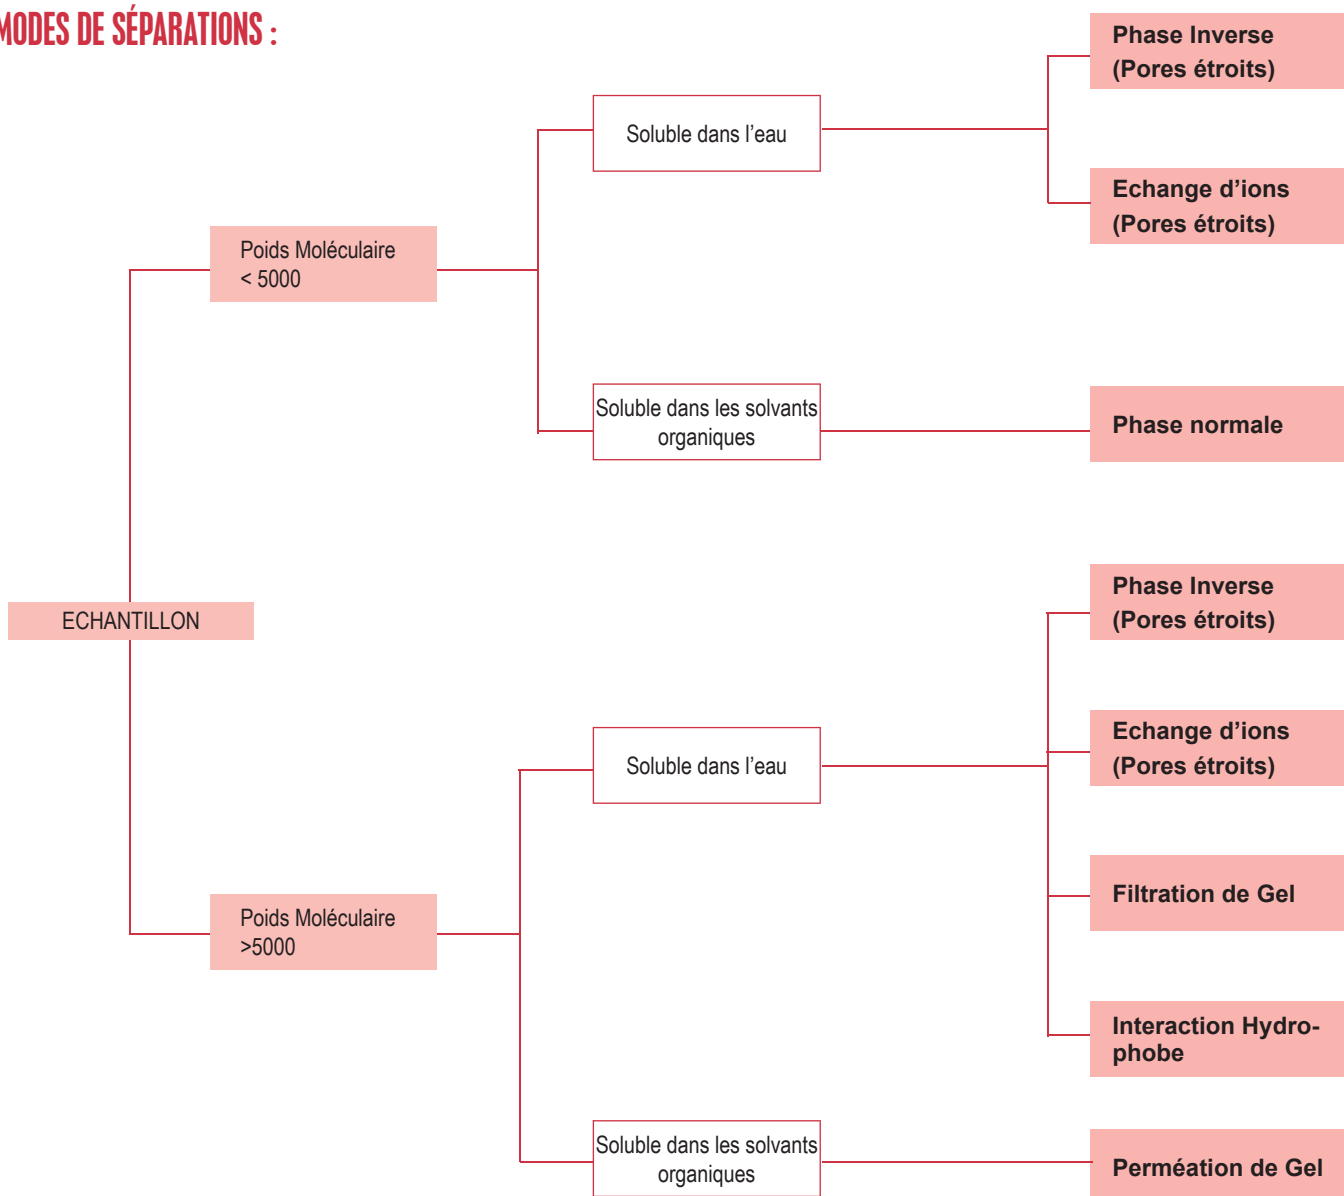 MODES DE SÉPARATIONS :
Phase Inverse
(Pores étroits)
Soluble dans l’eau
Echange d’ions
(Pores étroits)
Poids Moléculaire
< 5000
Soluble dans les solvants
organiques
Phase normale
ECHANTILLON
Phase Inverse
(Pores étroits)
Echange d’ions
(Pores étroits)
Soluble dans l’eau
Filtration de Gel
Poids Moléculaire
>5000
Interaction Hydro-
phobe
Soluble dans les solvants
organiques
Perméation de Gel